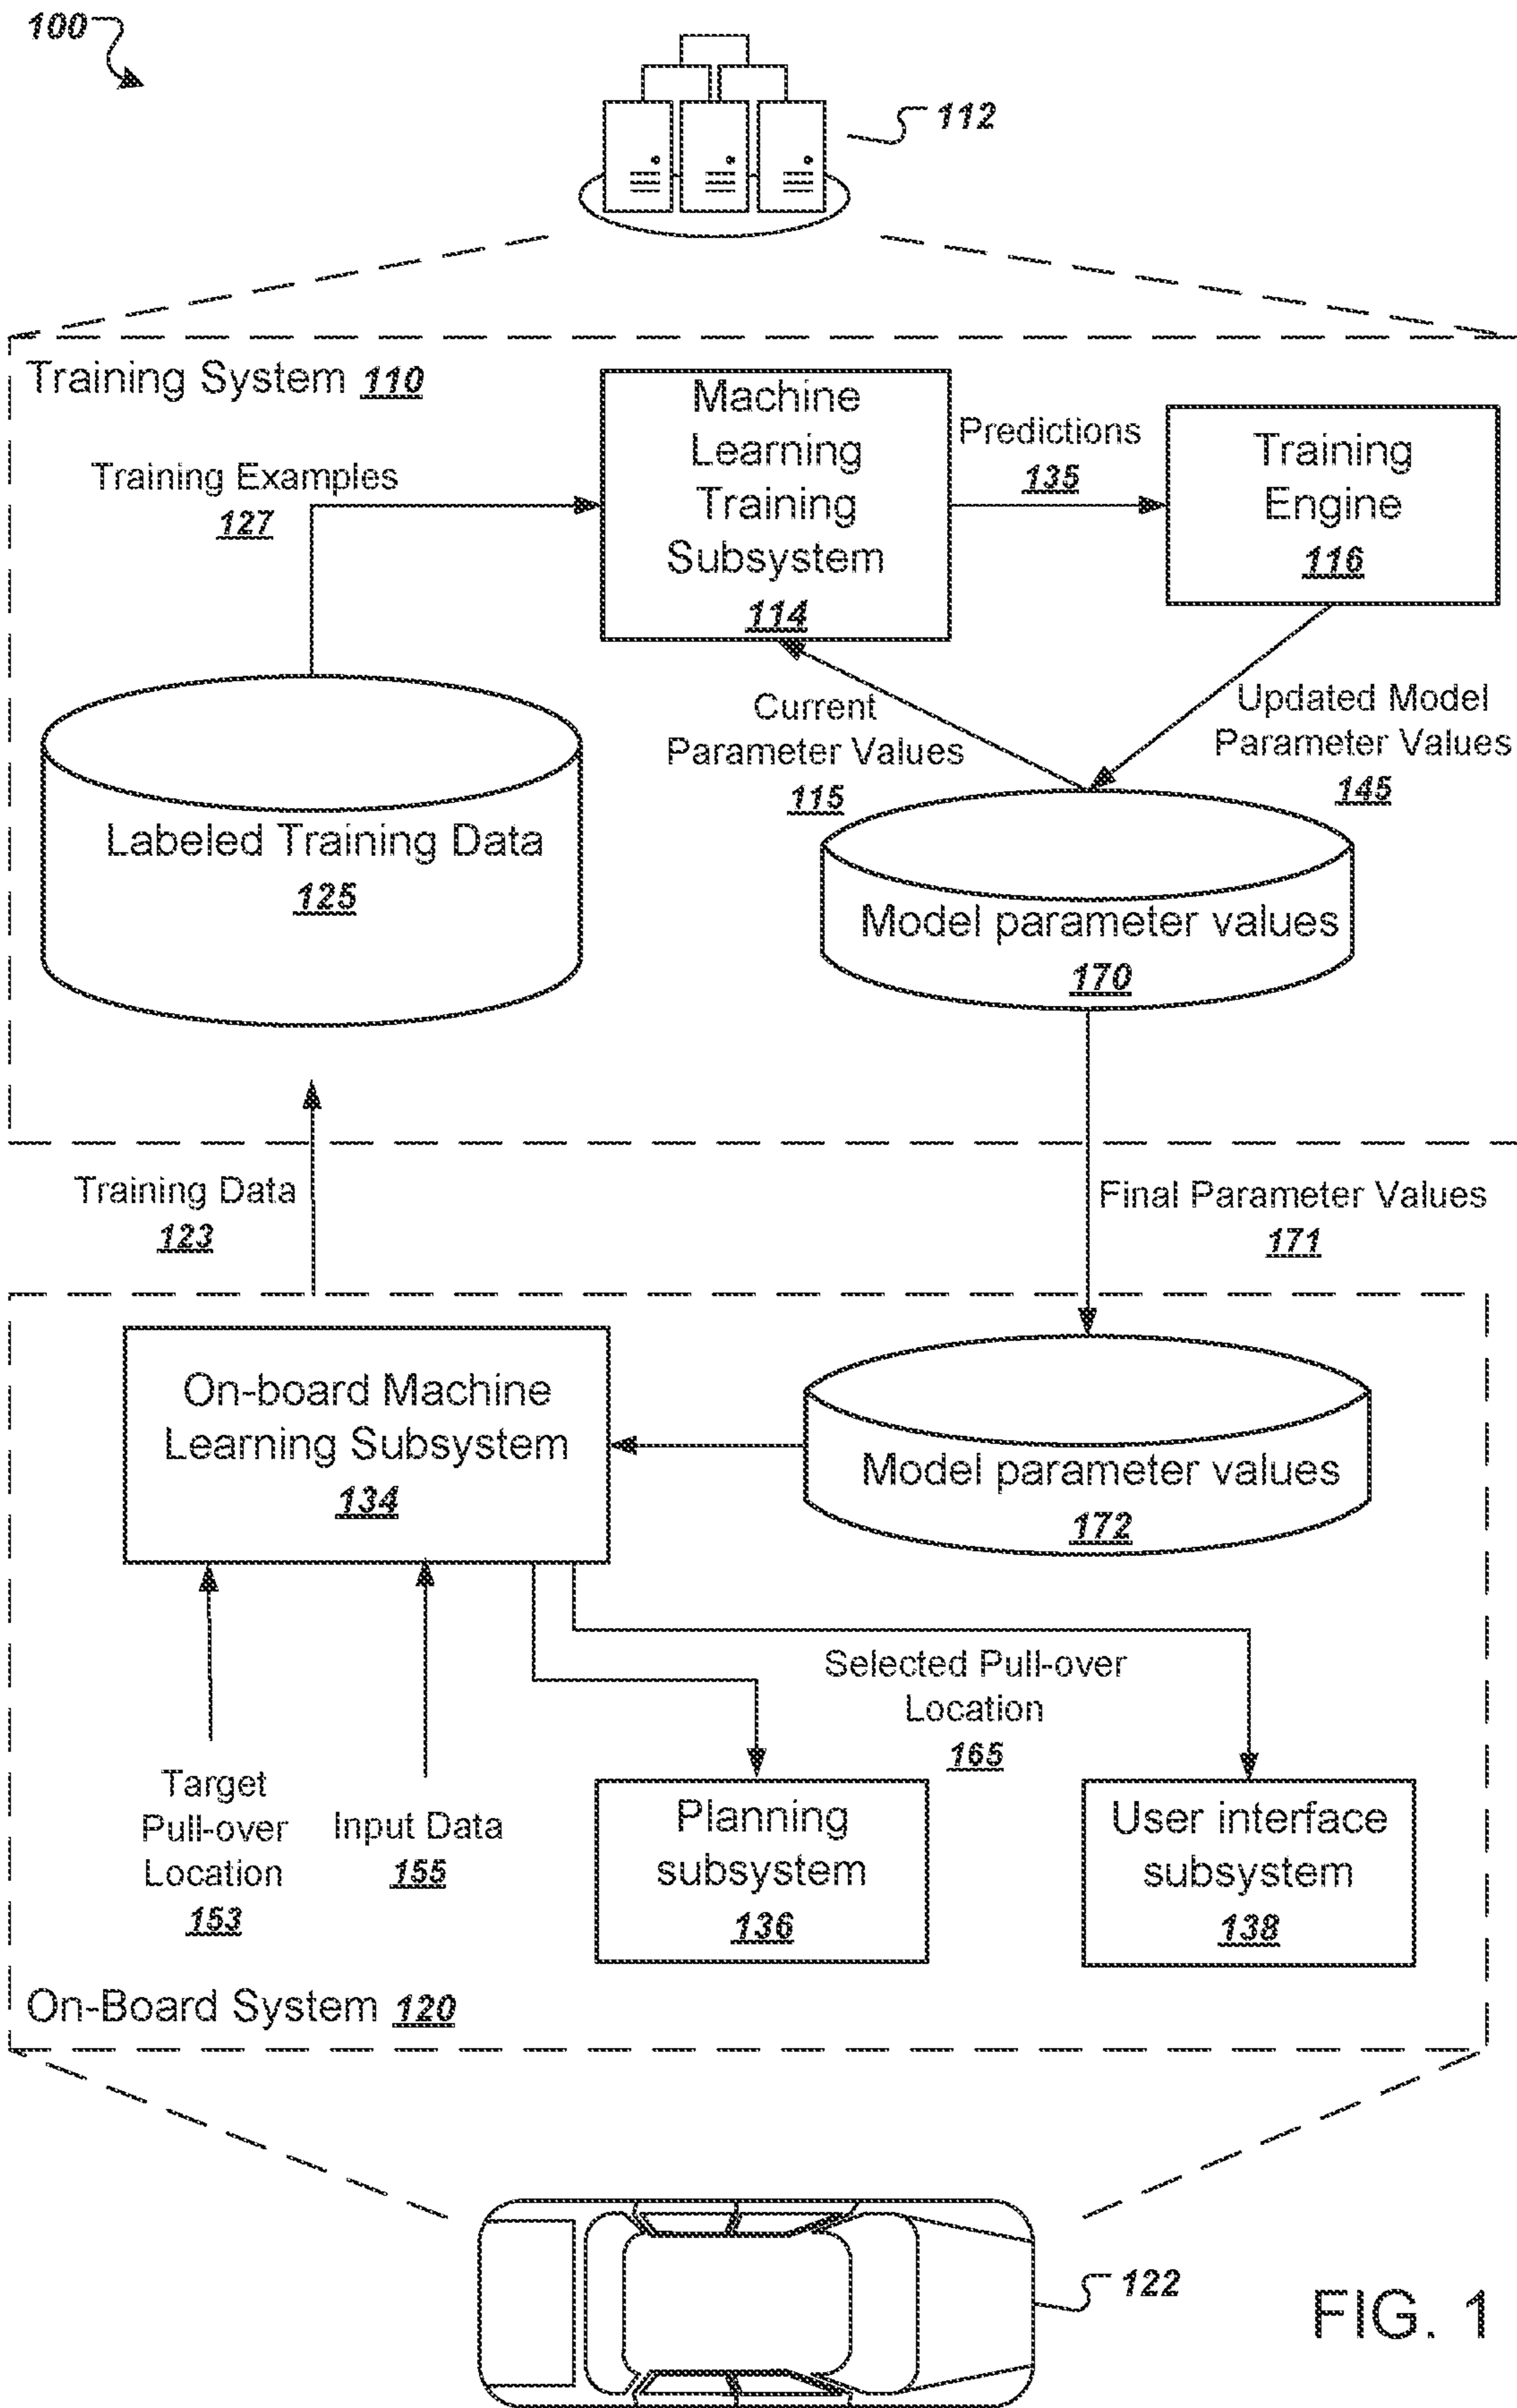 100
112
Training System 110
Training Examples
127
Machine
Learning
Training
Subsystem
114
Predictions
135
Training
Engine
116
Current
Parameter Values
115
Updated Model
Parameter Values
145
Labeled Training Data
125
Model parameter values
170
Training Data
123
Final Parameter Values
171
On-board Machine
Learning Subsystem
134
Model parameter values
172
Selected Pull-over
Location
165
Target
Pull-over
Location
153
Input Data
155
Planning
subsystem
136
User interface
subsystem
138
On-Board System 120
122
FIG. 1